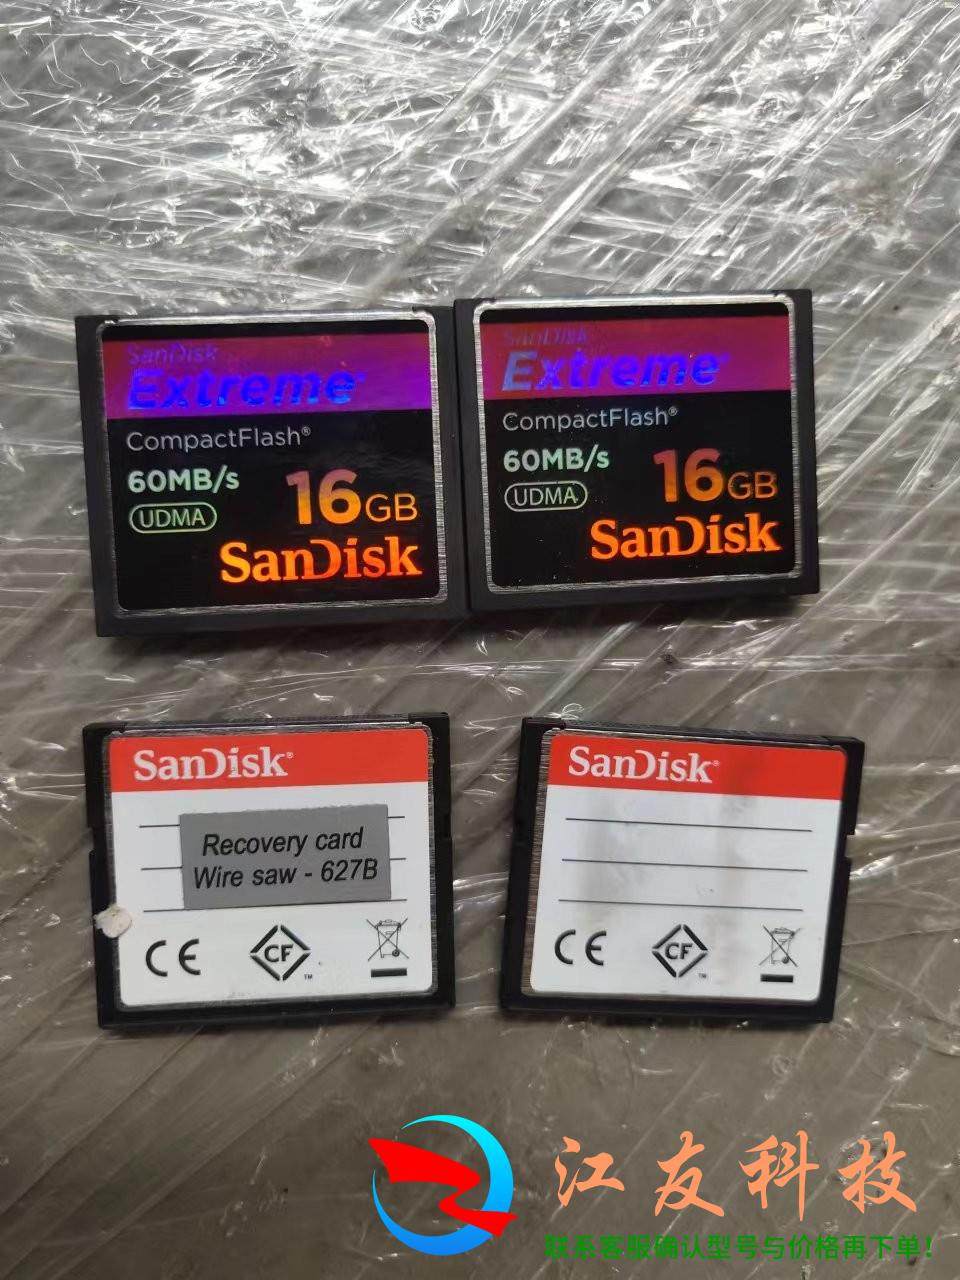 SanDisk
Extreme®
CompactFlash®
60MB/s
UDMA
16GB
SanDisk
SanDisk
Extreme®
CompactFlash®
60MB/s
UDMA
16GB
SanDisk
SanDisk®
Recovery card
Wire saw - 627B
CE
CF
TM
SanDisk®
CE
CF
TM
江友科技
联系客服确认型号与价格再下单！